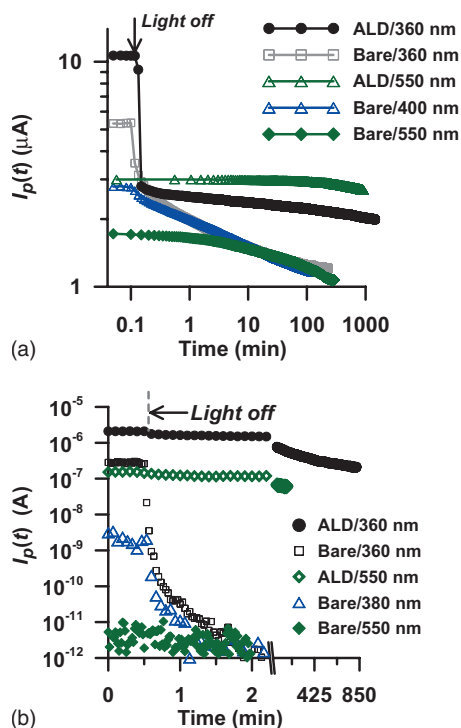 Light off
ALD/360 nm
Bare/360 nm
ALD/550 nm
Bare/400 nm
Bare/550 nm
10
1
I_p(t) (μA)
0.1 1 10 100 1000
Time (min)
(a)
Light off
10^-5
10^-6
10^-7
10^-8
10^-9
10^-10
10^-11
10^-12
I_p(t) (A)
ALD/360 nm
Bare/360 nm
ALD/550 nm
Bare/380 nm
Bare/550 nm
0 1 2 425 850
Time (min)
(b)